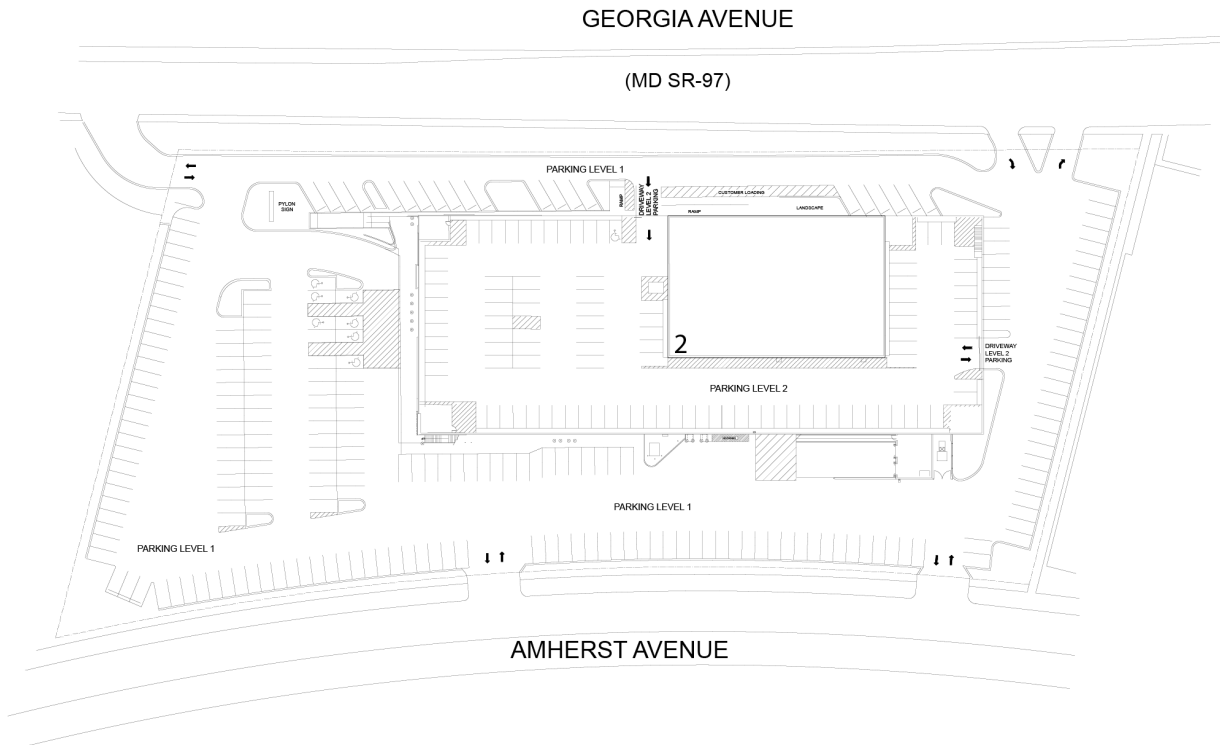 GEORGIA AVENUE
(MD SR-97)
PARKING LEVEL 1
PYLON
SIGN
RAMP
DRIVEWAY
LEVEL 2
PARKING
CUSTOMER LOADING
RAMP
LANDSCAPE
2
DRIVEWAY
LEVEL 2
PARKING
PARKING LEVEL 2
PARKING LEVEL 1
PARKING LEVEL 1
AMHERST AVENUE